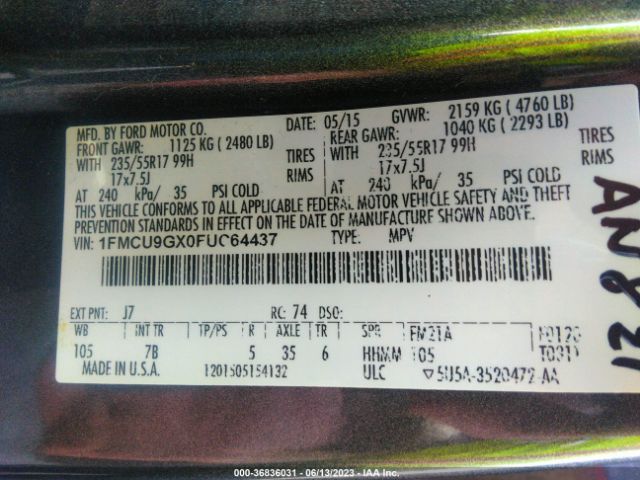 MFD. BY FORD MOTOR CO. DATE: 05/15 GVWR: 2159 KG ( 4760 LB)
FRONT GAWR: 1125 KG ( 2480 LB) REAR GAWR: 1040 KG ( 2293 LB)
WITH 235/55R17 99H TIRES WITH 235/55R17 99H TIRES
17x7.5J RIMS 17x7.5J RIMS
AT 240 kPa/ 35 PSI COLD AT 240 kPa/ 35 PSI COLD
THIS VEHICLE CONFORMS TO ALL APPLICABLE FEDERAL MOTOR VEHICLE SAFETY AND THEFT
PREVENTION STANDARDS IN EFFECT ON THE DATE OF MANUFACTURE SHOWN ABOVE.
VIN: 1FMCU9GX0FUC64437 TYPE: MPV
EXT PNT: J7 RC: 74 DSO:
WB INT TR TP/PS R AXLE TR SPR FM21A
105 7B 5 35 6 HHMM 105
MADE IN U.S.A. 1201505154132 ULC 5U5A-3520472-AA
AN821
000-36836031 - 06/13/2023 - IAA Inc.